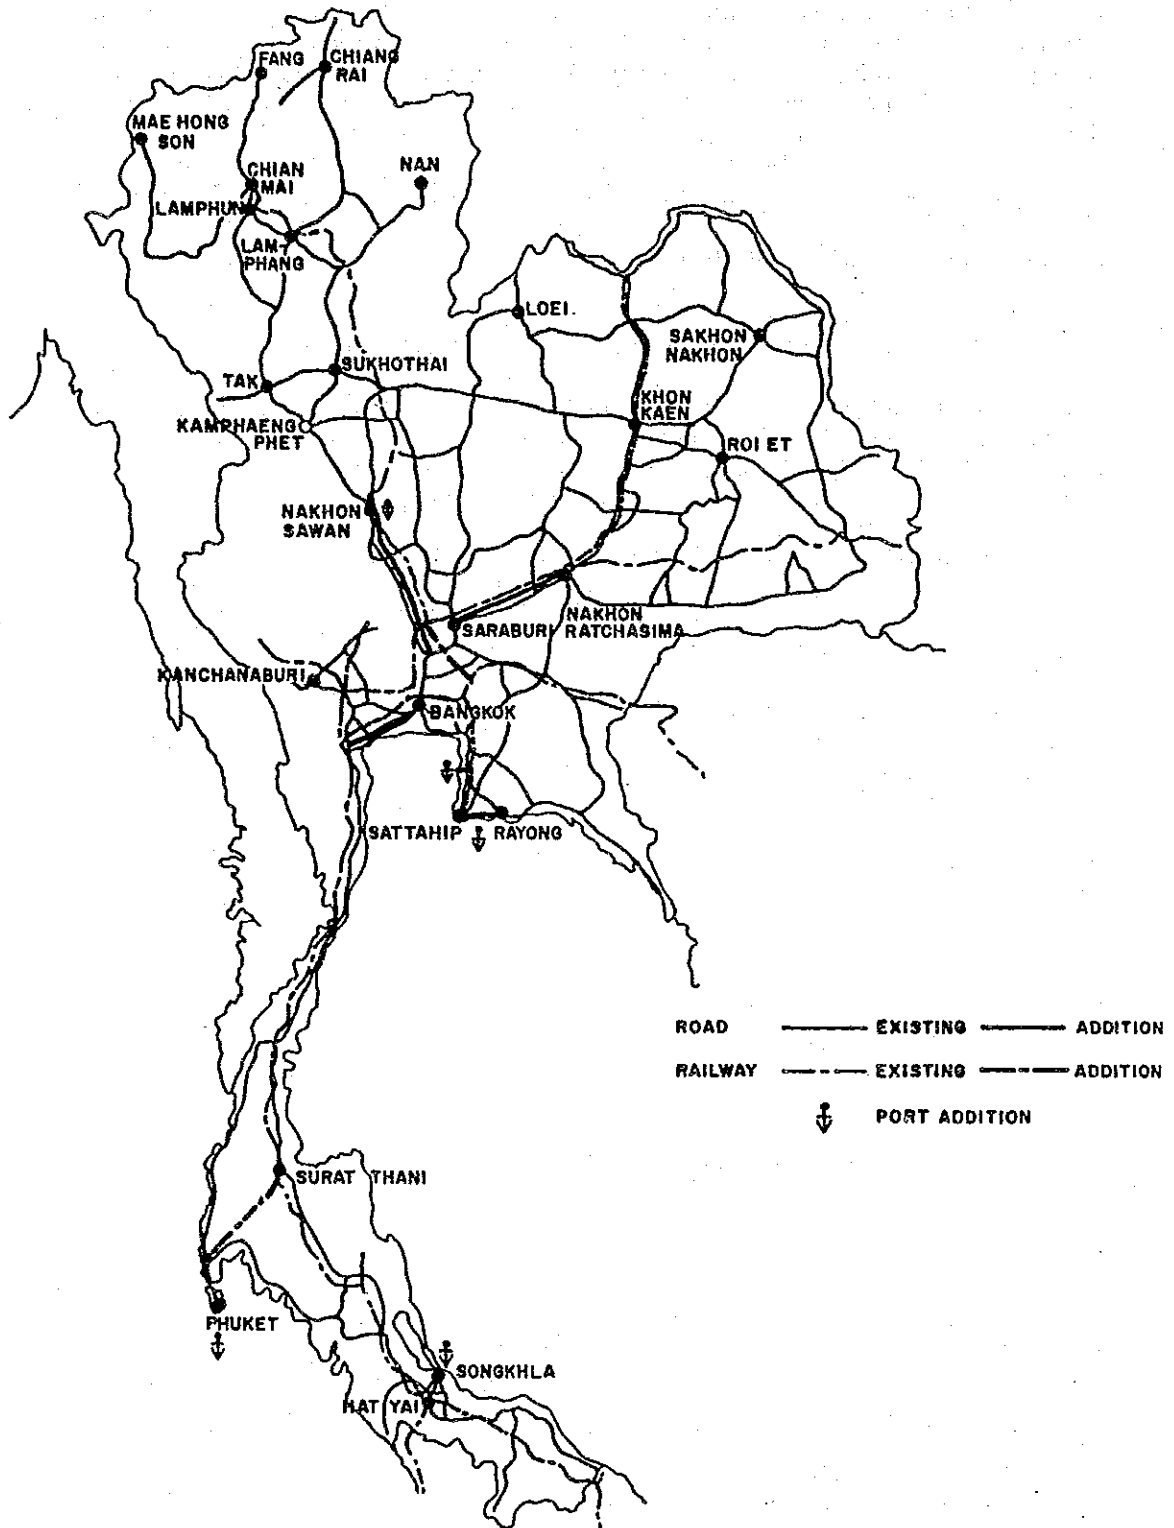 FANG
CHIANG
RAI
MAE HONG
SON
CHIAN
MAI
NAN
LAMPHUN
LAM-
PHANG
LOEI.
SAKHON
NAKHON
SUKHOTHAI
TAK
KHON
KAEN
KAMPHAENG
PHET
ROI ET
NAKHON
SAWAN
NAKHON
RATCHASIMA
SARABURI
KANCHANABURI
BANGKOK
SATTAHIP
RAYONG
ROAD EXISTING ADDITION
RAILWAY EXISTING ADDITION
PORT ADDITION
SURAT THANI
PHUKET
SONGKHLA
HAT YAI